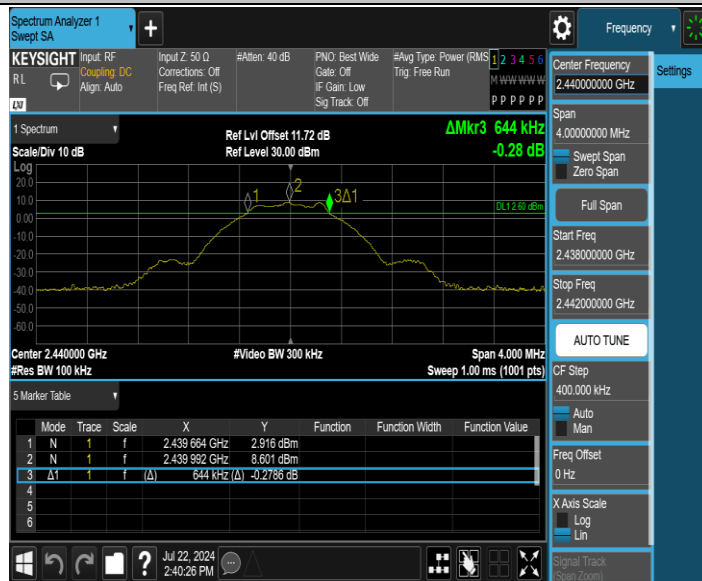 Spectrum Analyzer 1
Swept SA
+
Frequency
KEYSIGHT
RL
LXI
Input: RF
Coupling: DC
Align: Auto
Input Z: 50 Ω
Corrections: Off
Freq Ref: Int (S)
#Atten: 40 dB
PNO: Best Wide
Gate: Off
IF Gain: Low
Sig Track: Off
#Avg Type: Power (RMS
Trig: Free Run
1 2 3 4 5 6
M W W W W W
P P P P P P
1 Spectrum
Scale/Div 10 dB
Ref Lvl Offset 11.72 dB
Ref Level 30.00 dBm
ΔMkr3 644 kHz
-0.28 dB
Log
20.0
10.0
0.00
-10.0
-20.0
-30.0
-40.0
-50.0
-60.0
1
2
3Δ1
DL1 2.60 dBm
Center 2.440000 GHz
#Res BW 100 kHz
#Video BW 300 kHz
Span 4.000 MHz
Sweep 1.00 ms (1001 pts)
5 Marker Table
Mode Trace Scale X Y Function Function Width Function Value
1 N 1 f 2.439 664 GHz 2.916 dBm
2 N 1 f 2.439 992 GHz 8.601 dBm
3 Δ1 1 f (Δ) 644 kHz (Δ) -0.2786 dB
4
5
6
?
Jul 22, 2024
2:40:26 PM
Center Frequency
2.440000000 GHz
Span
4.00000000 MHz
Swept Span
Zero Span
Full Span
Start Freq
2.438000000 GHz
Stop Freq
2.442000000 GHz
AUTO TUNE
CF Step
400.000 kHz
Auto
Man
Freq Offset
0 Hz
X Axis Scale
Log
Lin
Signal Track
(Span Zoom)
Settings